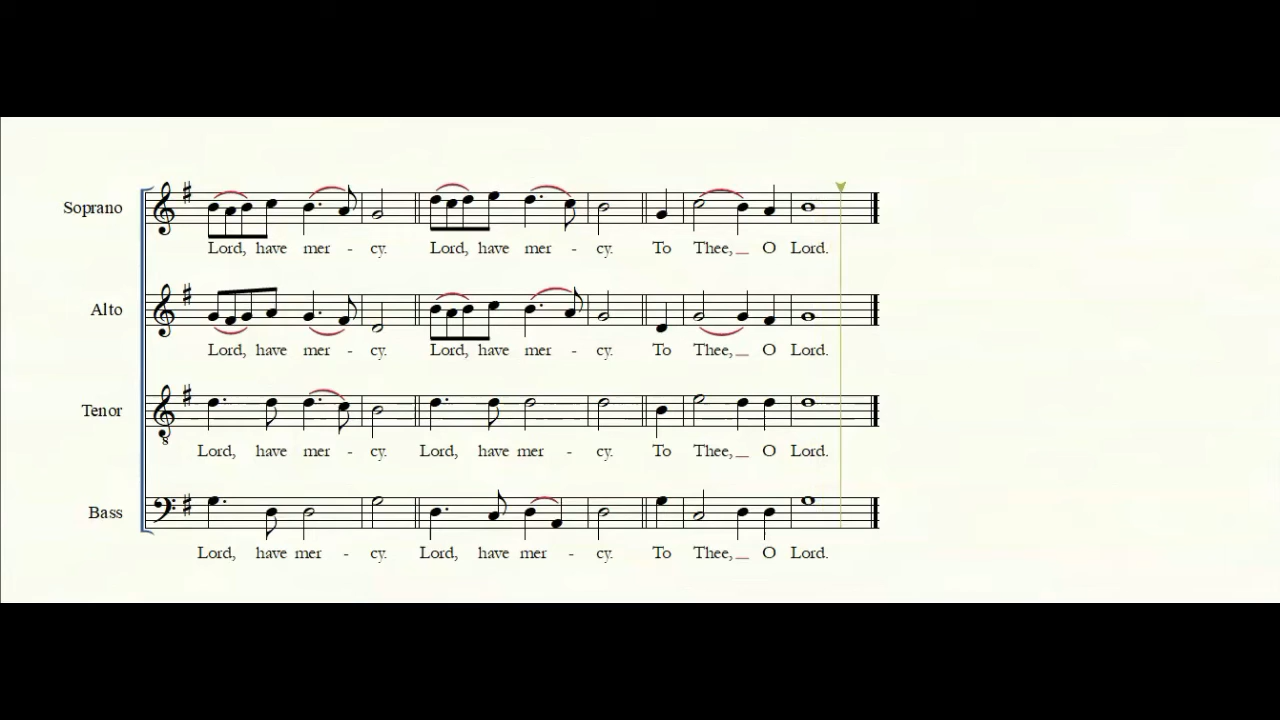 Soprano
Lord, have mer - cy. Lord, have mer - cy. To Thee, _ O Lord.
Alto
Lord, have mer - cy. Lord, have mer - cy. To Thee, _ O Lord.
Tenor
Lord, have mer - cy. Lord, have mer - cy. To Thee, _ O Lord.
Bass
Lord, have mer - cy. Lord, have mer - cy. To Thee, _ O Lord.